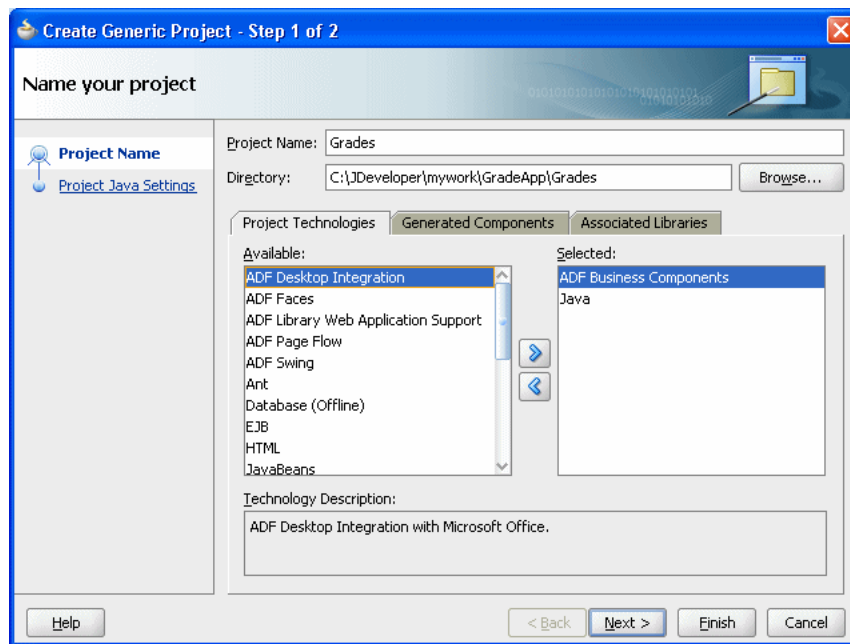 Create Generic Project - Step 1 of 2
Name your project
Project Name
Project Java Settings
Project Name: Grades
Directory: C:\JDeveloper\mywork\GradeApp\Grades Browse...
Project Technologies Generated Components Associated Libraries
Available: Selected:
ADF Desktop Integration ADF Business Components
ADF Faces Java
ADF Library Web Application Support
ADF Page Flow
ADF Swing
Ant
Database (Offline)
EJB
HTML
JavaBeans
Technology Description:
ADF Desktop Integration with Microsoft Office.
Help < Back Next > Finish Cancel